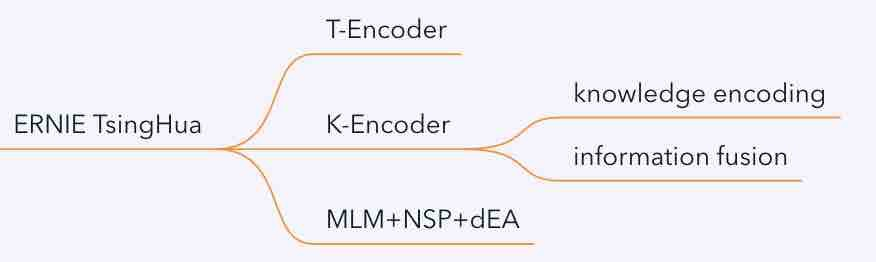 ERNIE TsingHua
T-Encoder
K-Encoder
knowledge encoding
information fusion
MLM+NSP+dEA